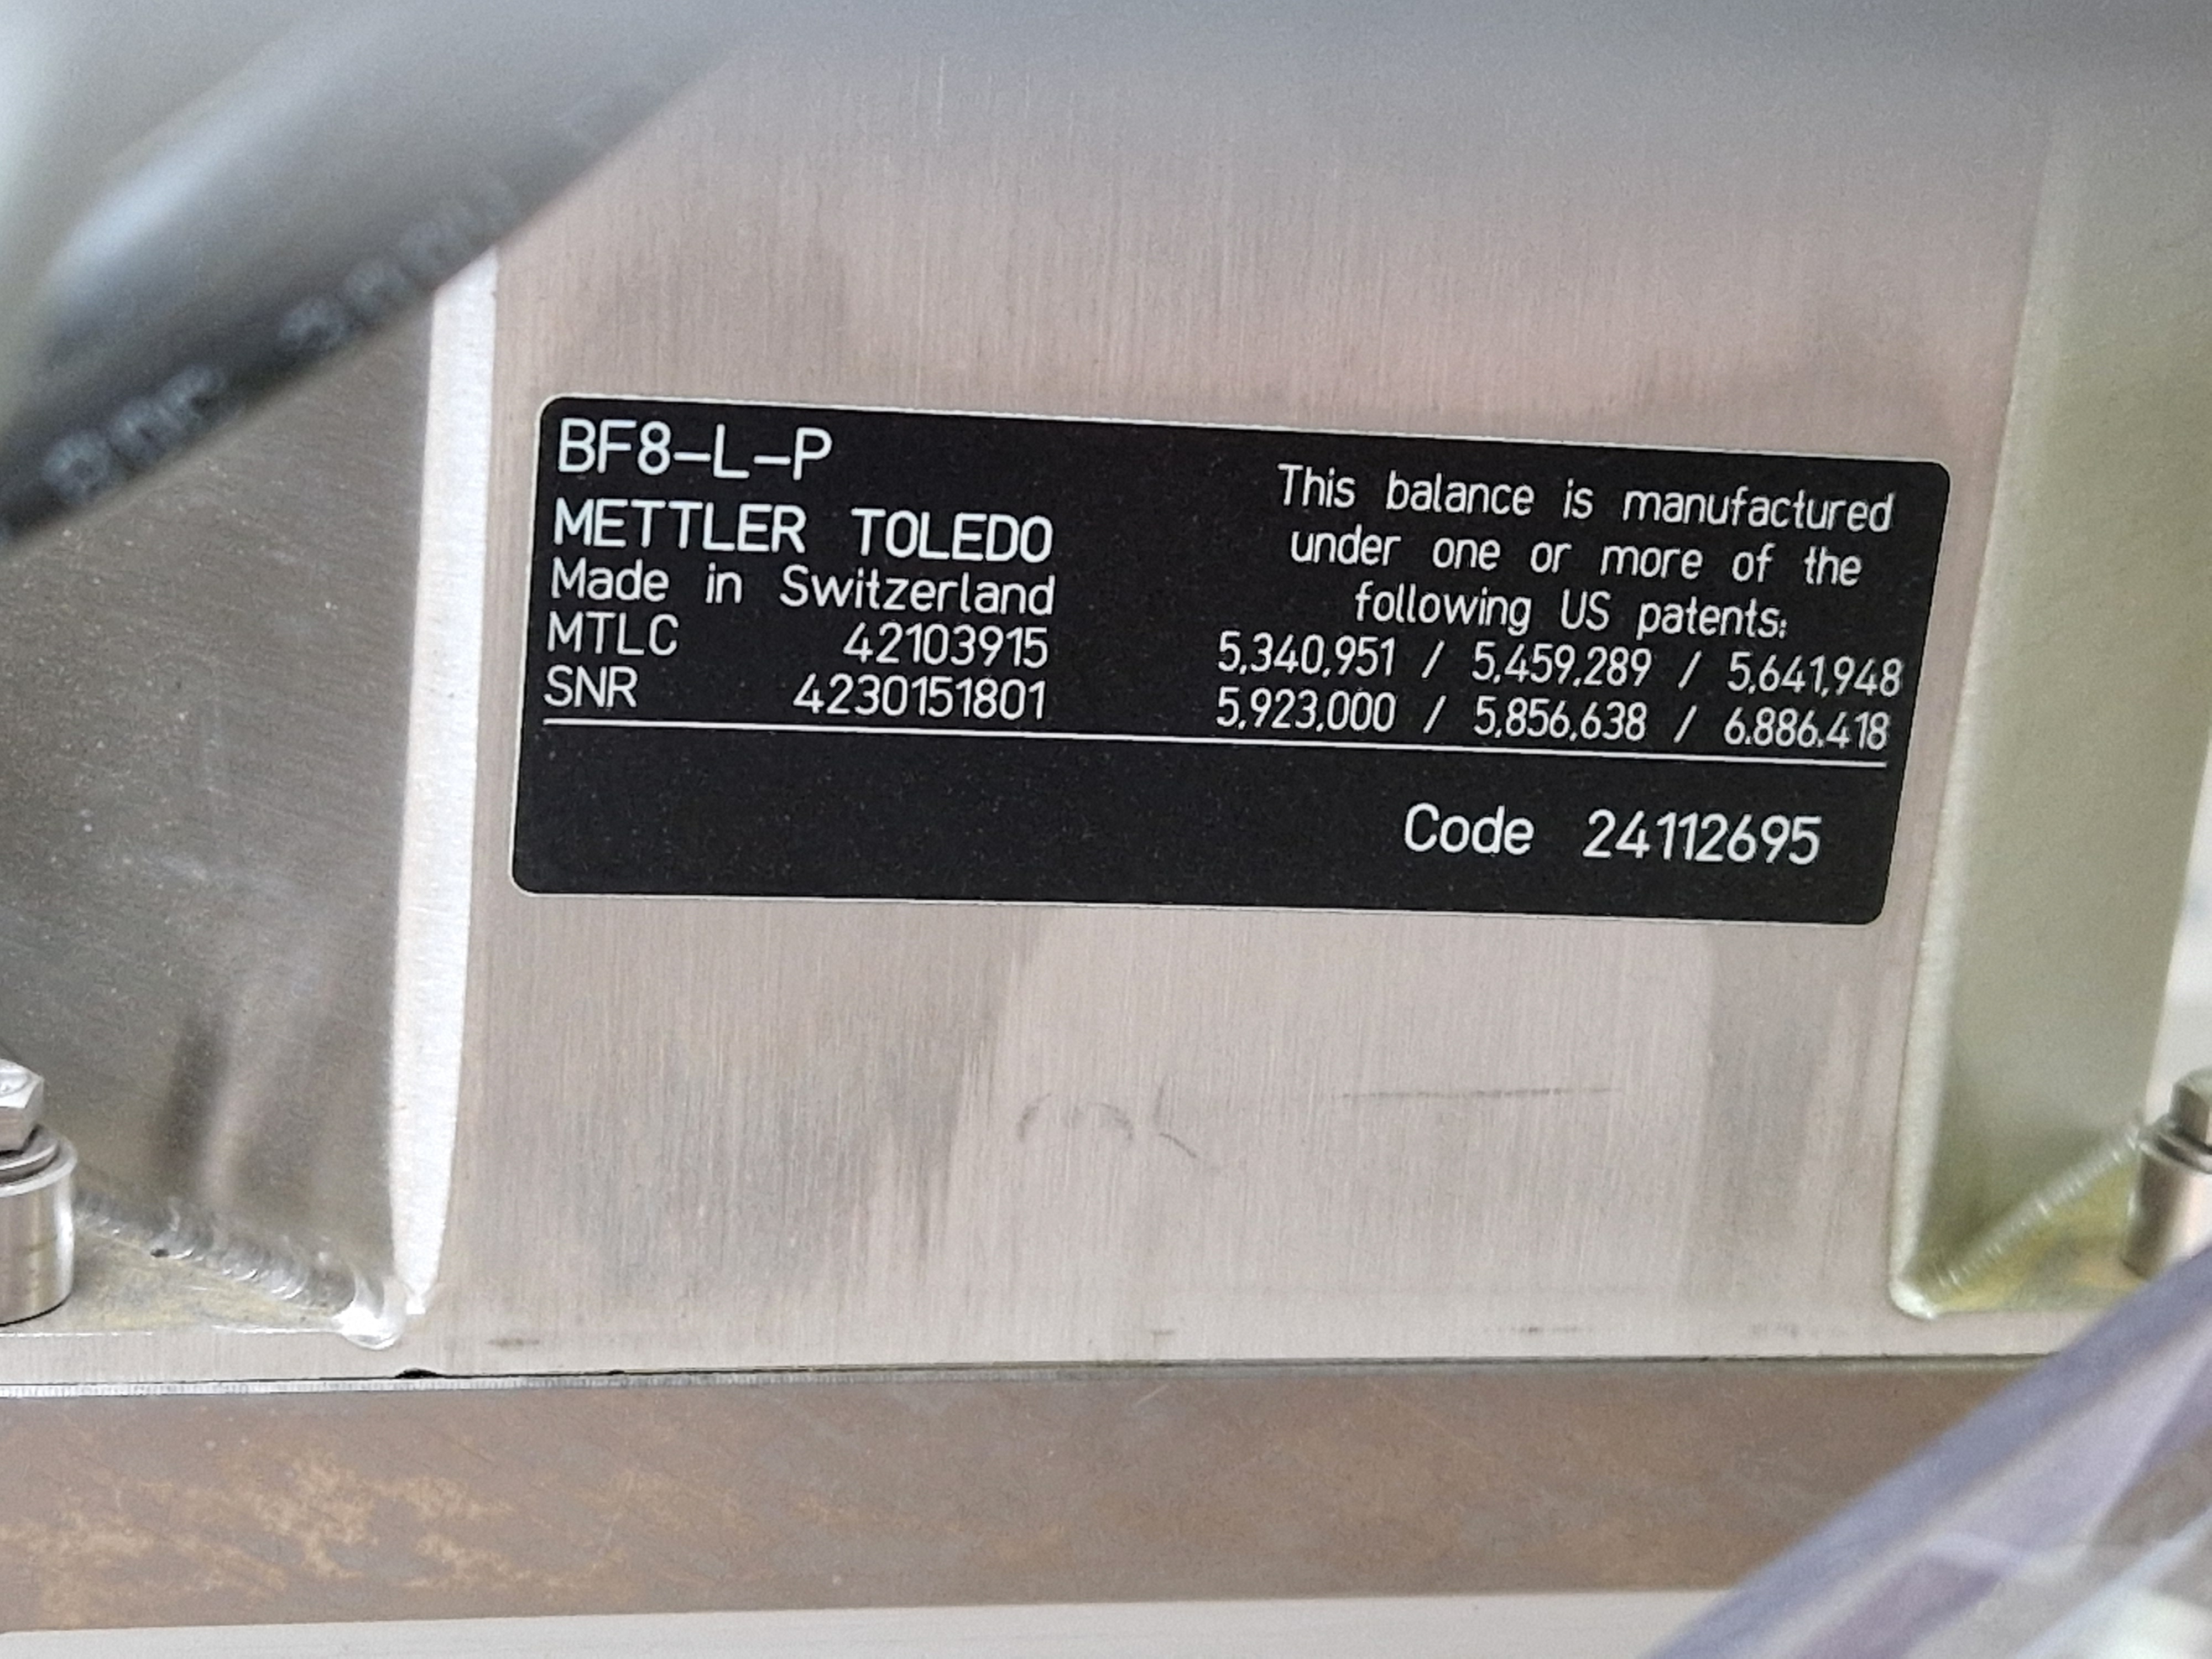 BF8-L-P
METTLER TOLEDO
Made in Switzerland
MTLC 42103915
SNR 4230151801
This balance is manufactured
under one or more of the
following US patents:
5,340,951 / 5,459,289 / 5,641,948
5,923,000 / 5,856,638 / 6.886.418
Code 24112695